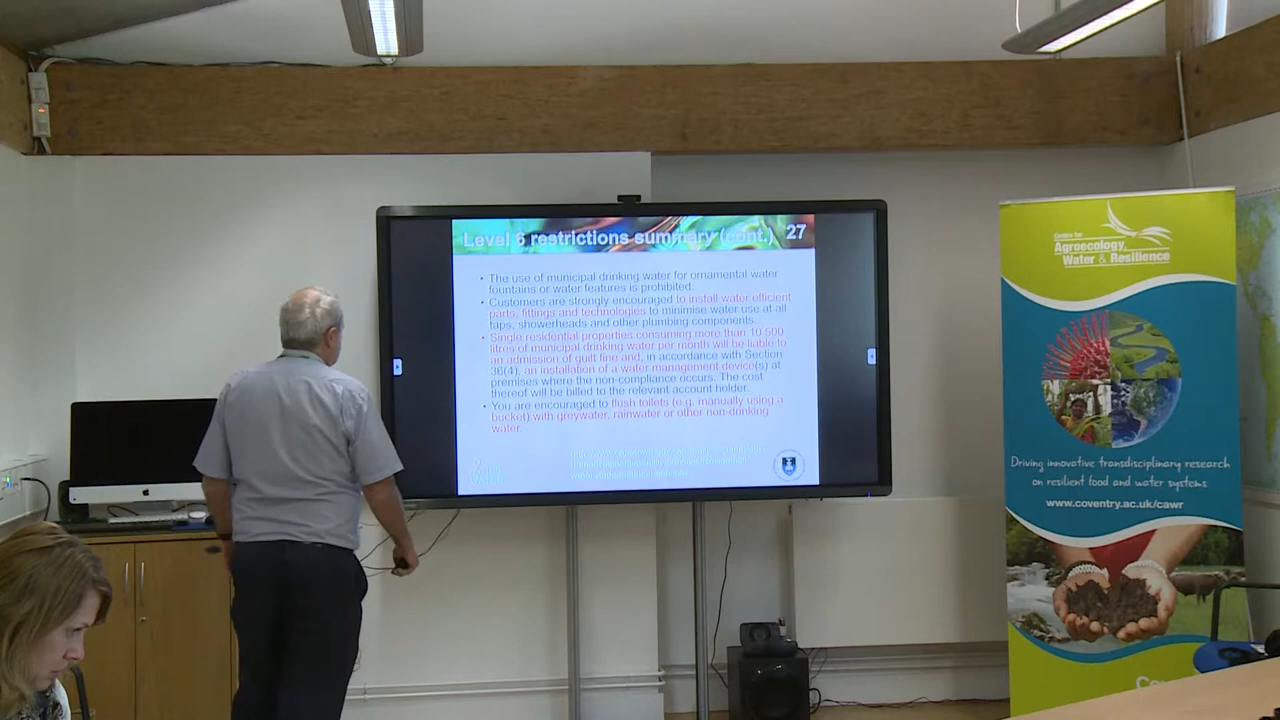 Level 6 restrictions summary (cont.) 27
• The use of municipal drinking water for ornamental water
fountains or water features is prohibited.
• Customers are strongly encouraged to install water efficient
parts, fittings and technologies to minimise water use at all
taps, showerheads and other plumbing components.
• Single residential properties consuming more than 10 500
litres of municipal drinking water per month will be liable to
an admission of guilt fine and, in accordance with Section
36(4), an installation of a water management device(s) at
premises where the non-compliance occurs. The cost
thereof will be billed to the relevant account holder.
• You are encouraged to flush toilets (e.g. manually using a
bucket) with greywater, rainwater or other non-drinking
water.
Centre for
Agroecology,
Water & Resilience
Driving innovative transdisciplinary research
on resilient food and water systems
www.coventry.ac.uk/cawr